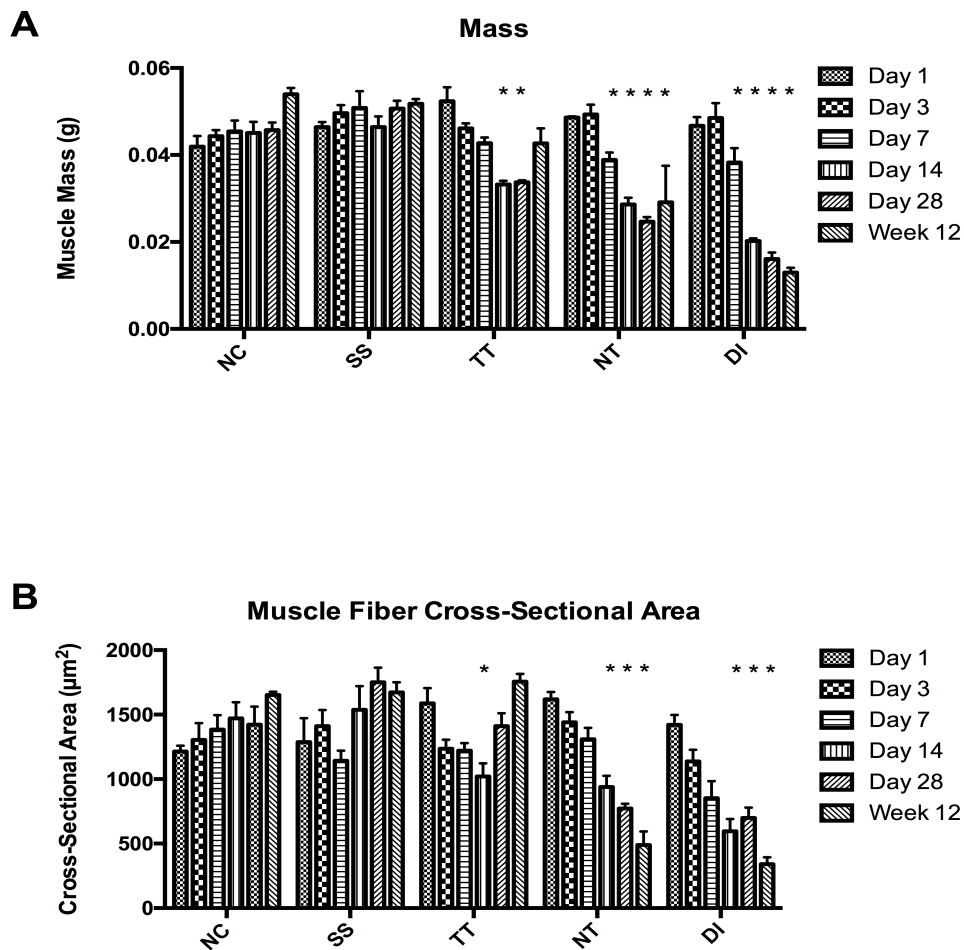 A
Mass
Muscle Mass (g)
0.06
0.04
0.02
0.00
* *
* * * *
* * * *
NC
SS
TT
NT
DI
Day 1
Day 3
Day 7
Day 14
Day 28
Week 12
B
Muscle Fiber Cross-Sectional Area
Cross-Sectional Area (µm²)
2000
1500
1000
500
0
*
* * *
* * *
NC
SS
TT
NT
DI
Day 1
Day 3
Day 7
Day 14
Day 28
Week 12